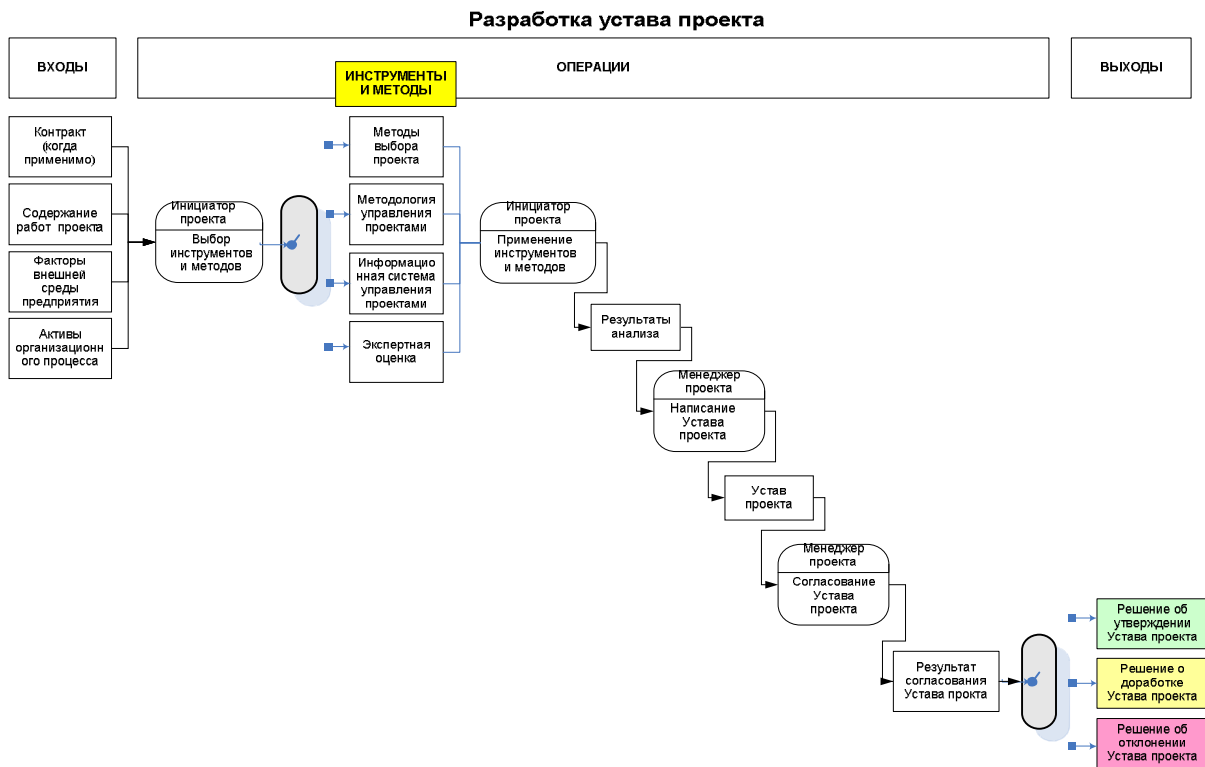 Разработка устава проекта
ВХОДЫ
ОПЕРАЦИИ
ВЫХОДЫ
ИНСТРУМЕНТЫ
И МЕТОДЫ
Контракт
(когда
применимо)
Содержание
работ проекта
Факторы
внешней
среды
предприятия
Активы
организационн
ого процесса
Инициатор
проекта
Выбор
инструментов
и методов
Методы
выбора
проекта
Методология
управления
проектами
Информацио
нная система
управления
проектами
Экспертная
оценка
Инициатор
проекта
Применение
инструментов
и методов
Результаты
анализа
Менеджер
проекта
Написание
Устава
проекта
Устав
проекта
Менеджер
проекта
Согласование
Устава
проекта
Результат
согласования
Устава прокта
Решение об
утверждении
Устава проекта
Решение о
доработке
Устава проекта
Решение об
отклонении
Устава проекта